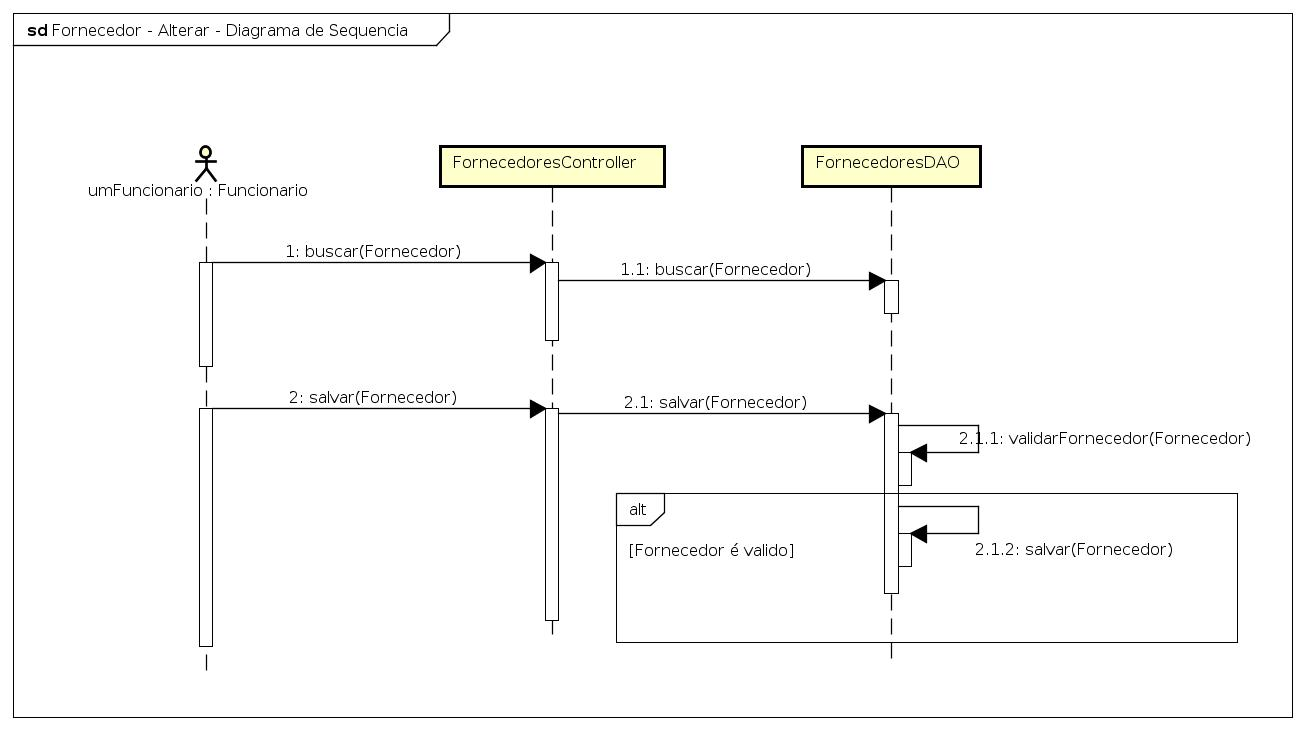 sd Fornecedor - Alterar - Diagrama de Sequencia
umFuncionario : Funcionario
FornecedoresController
FornecedoresDAO
1: buscar(Fornecedor)
1.1: buscar(Fornecedor)
2: salvar(Fornecedor)
2.1: salvar(Fornecedor)
2.1.1: validarFornecedor(Fornecedor)
alt
[Fornecedor é valido]
2.1.2: salvar(Fornecedor)